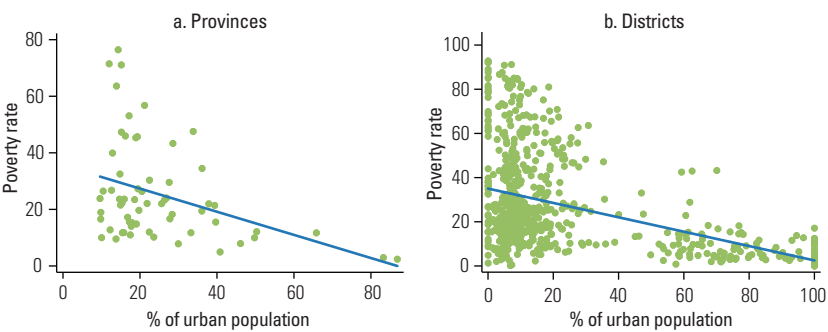 a. Provinces
80
60
40
20
0
Poverty rate
0 20 40 60 80
% of urban population
b. Districts
100
80
60
40
20
0
Poverty rate
0 20 40 60 80 100
% of urban population